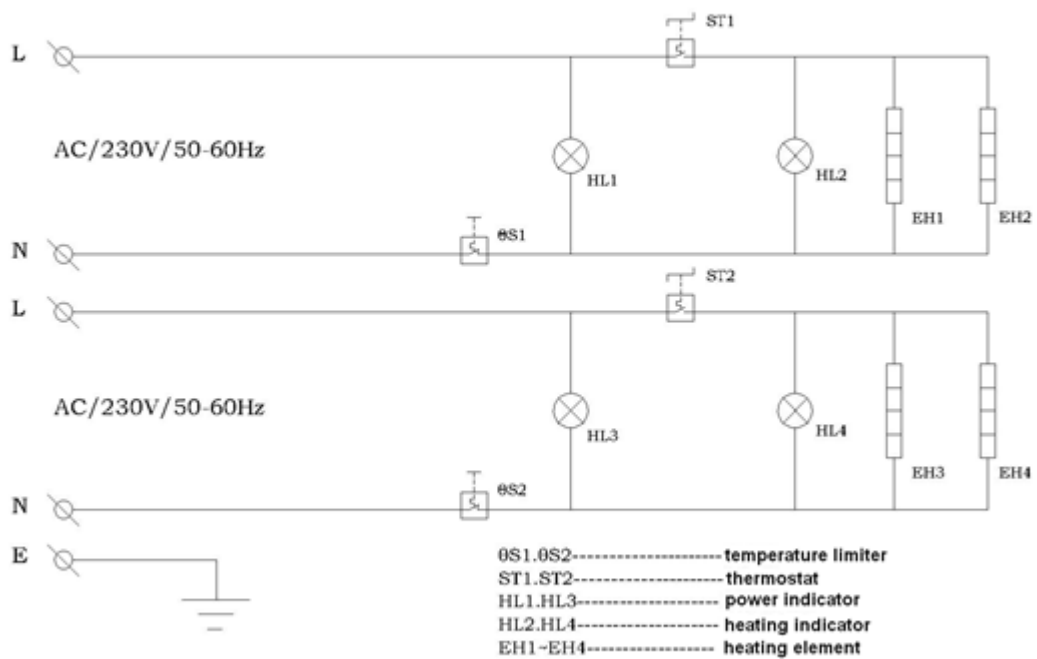 ST1
L
AC/230V/50-60Hz
HL1
HL2
EH1
EH2
θS1
N
ST2
L
AC/230V/50-60Hz
HL3
HL4
EH3
EH4
θS2
N
E
θS1.θS2-------------------- temperature limiter
ST1.ST2-------------------- thermostat
HL1.HL3-------------------- power indicator
HL2.HL4-------------------- heating indicator
EH1~EH4------------------ heating element